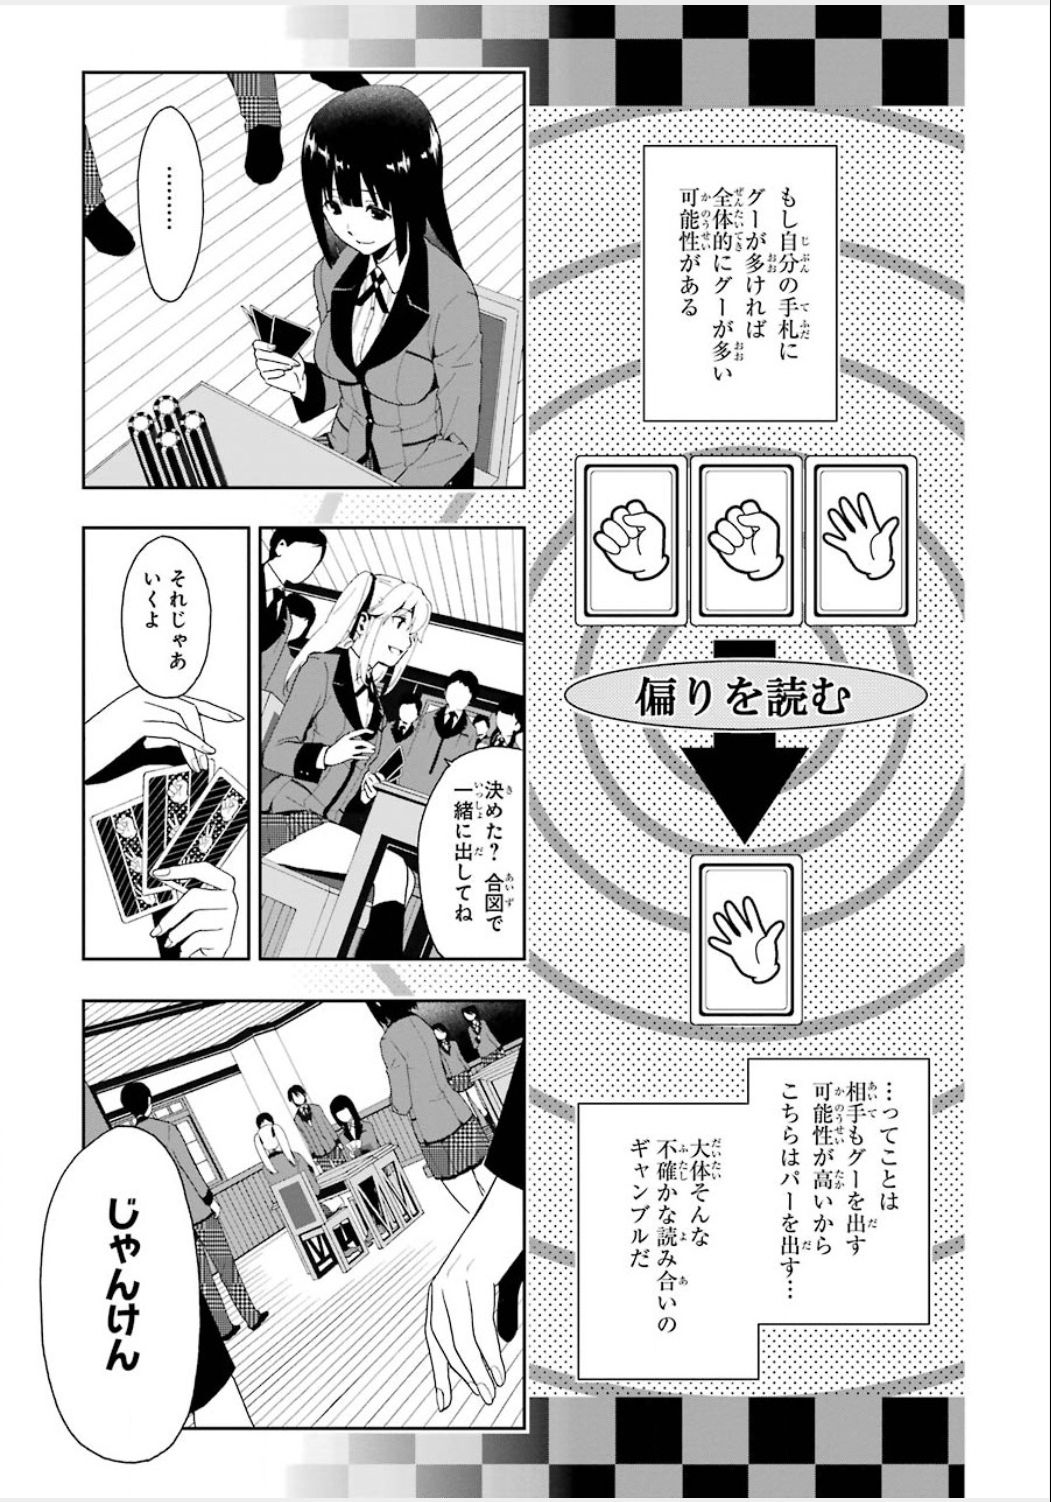 もし自分の手札に
グーが多ければ
全体的にグーが多い
可能性がある
偏りを読む
…ってことは
相手もグーを出す
可能性が高いから
こちらはパーを出す…
大体そんな
不確かな読み合いの
ギャンブルだ
………
決めた？合図で
一緒に出してね
それじゃあ
いくよ
じゃんけん